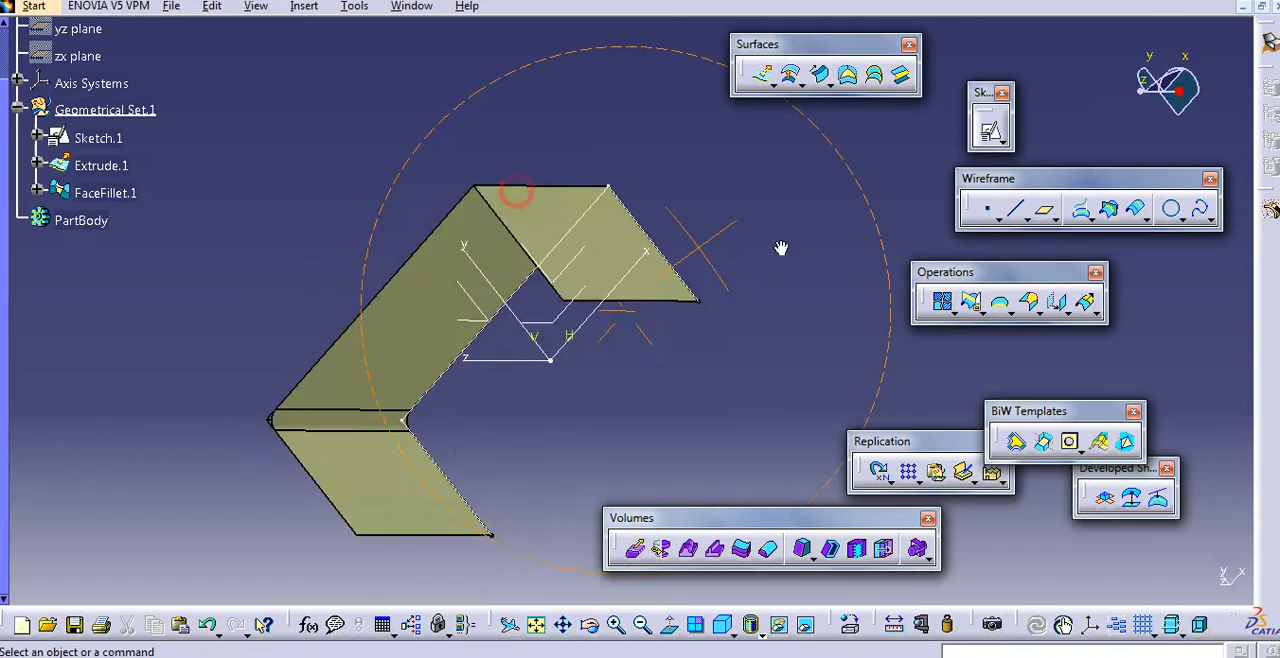 Start ENOVIA V5 VPM File Edit View Insert Tools Window Help
yz plane
zx plane
Axis Systems
Geometrical Set.1
Sketch.1
Extrude.1
FaceFillet.1
PartBody
Surfaces
Sk...
Wireframe
Operations
BiW Templates
Replication
Developed Sh...
Volumes
y x
z
y
x
V H
z
y x
z
f(x)
CATIA
Select an object or a command